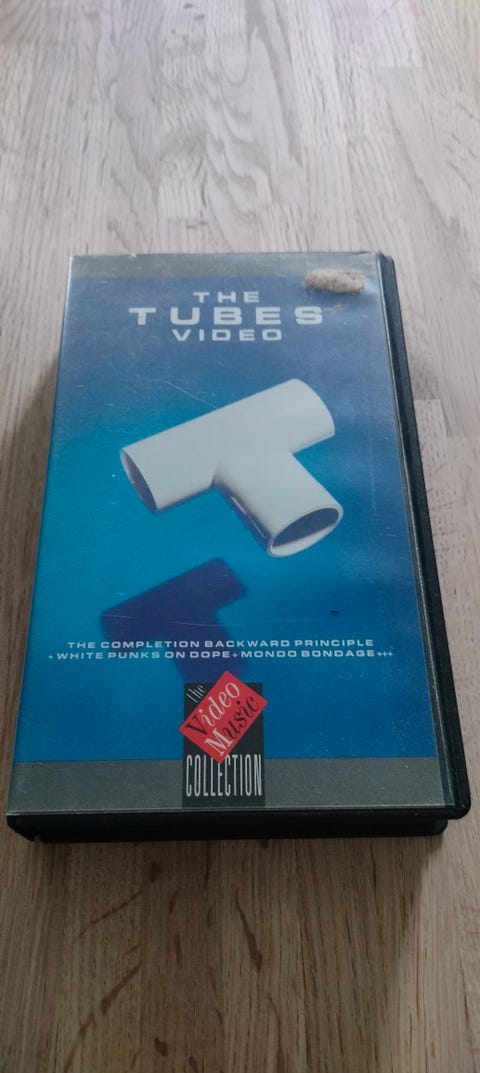 THE
TUBES
VIDEO
THE COMPLETION BACKWARD PRINCIPLE
+ WHITE PUNKS ON DOPE + MONDO BONDAGE +++
the
Video
Music
COLLECTION